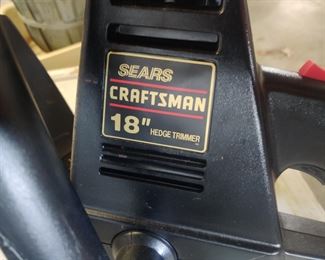 SEARS
CRAFTSMAN
18" HEDGE TRIMMER